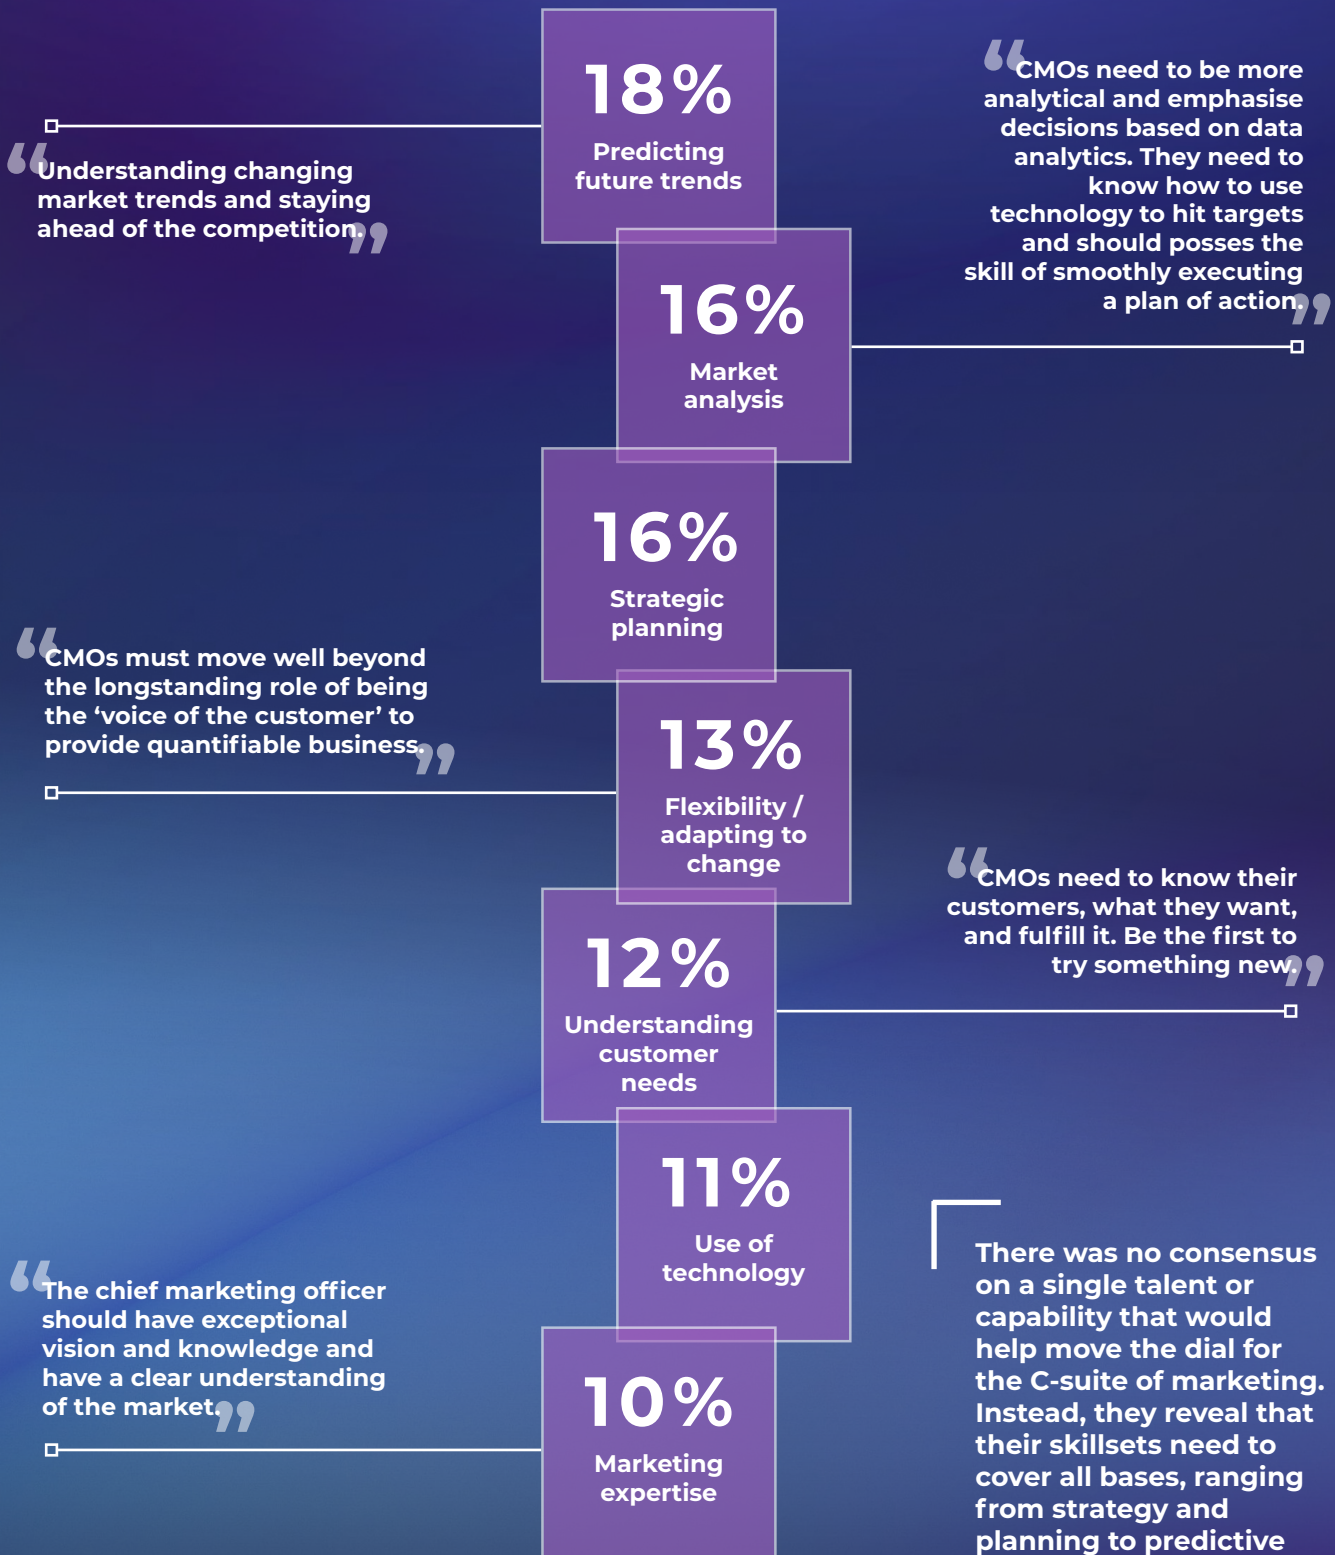 18%
Predicting
future trends
“Understanding changing
market trends and staying
ahead of the competition.”
“CMOs need to be more
analytical and emphasise
decisions based on data
analytics. They need to
know how to use
technology to hit targets
and should posses the
skill of smoothly executing
a plan of action.”
16%
Market
analysis
16%
Strategic
planning
“CMOs must move well beyond
the longstanding role of being
the ‘voice of the customer’ to
provide quantifiable business.”
13%
Flexibility /
adapting to
change
“CMOs need to know their
customers, what they want,
and fulfill it. Be the first to
try something new.”
12%
Understanding
customer
needs
11%
Use of
technology
“The chief marketing officer
should have exceptional
vision and knowledge and
have a clear understanding
of the market.”
10%
Marketing
expertise
There was no consensus
on a single talent or
capability that would
help move the dial for
the C-suite of marketing.
Instead, they reveal that
their skillsets need to
cover all bases, ranging
from strategy and
planning to predictive